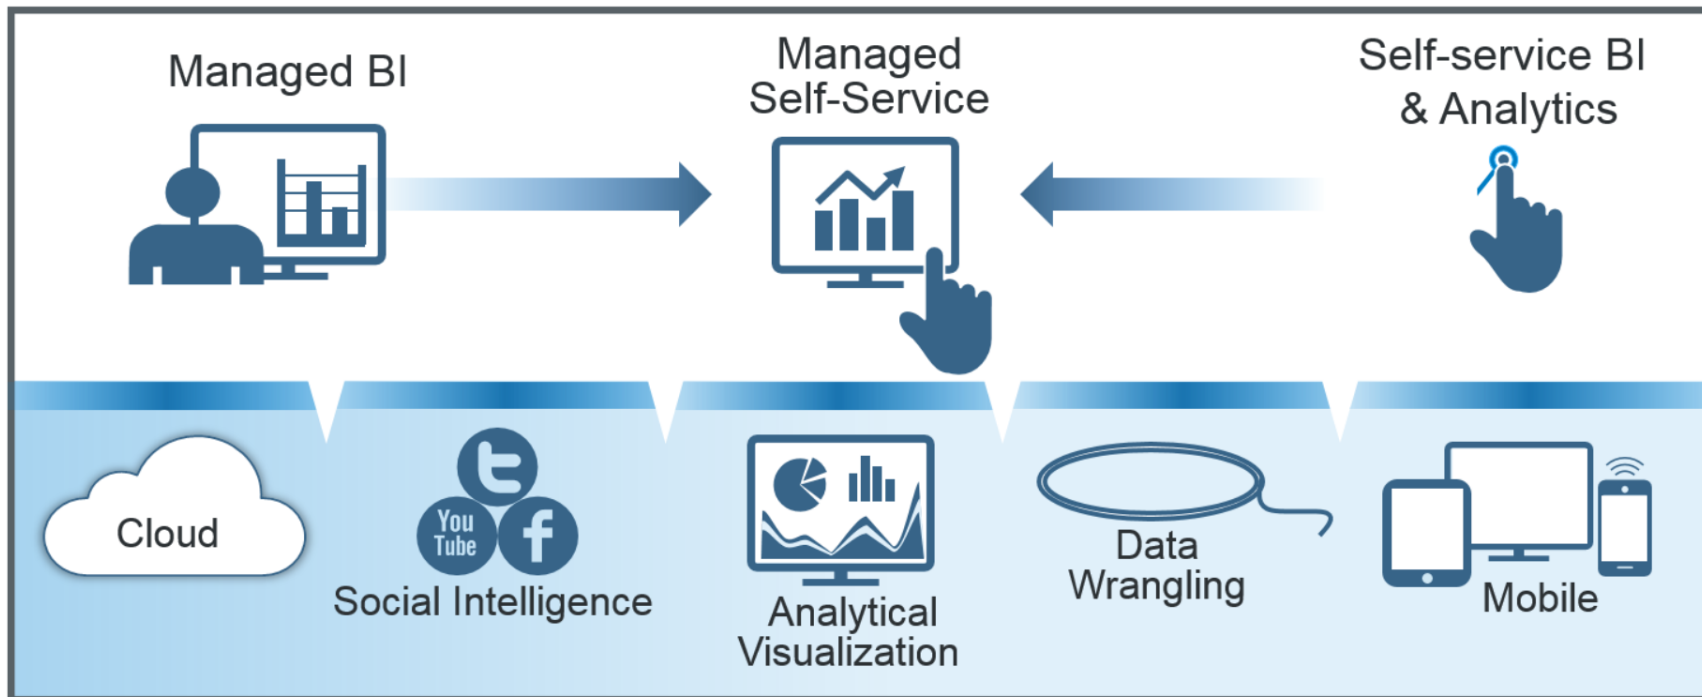 Managed BI
Managed
Self-Service
Self-service BI
& Analytics
Cloud
You
Tube
Social Intelligence
Analytical
Visualization
Data
Wrangling
Mobile